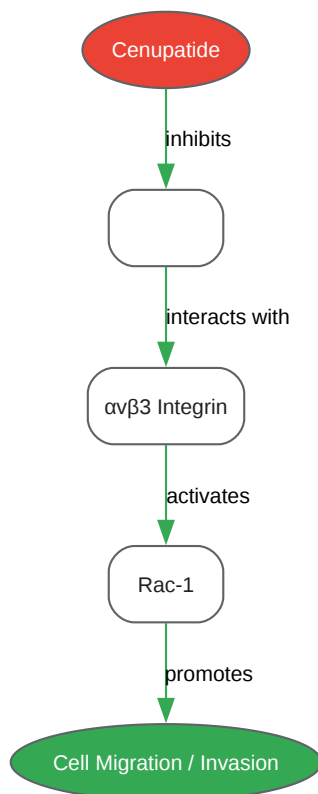 Cenupatide
inhibits
interacts with
αvβ3 Integrin
activates
Rac-1
promotes
Cell Migration / Invasion